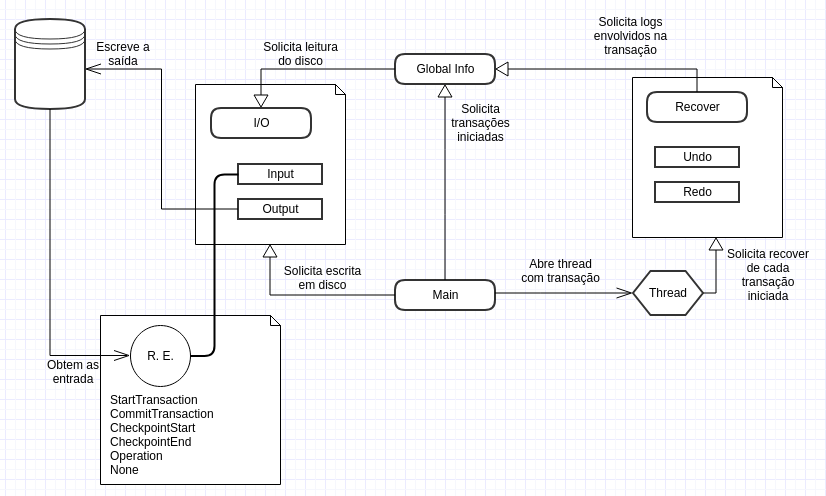 Escreve a
saída
Solicita leitura
do disco
Global Info
Solicita logs
envolvidos na
transação
I/O
Input
Output
Solicita
transações
iniciadas
Recover
Undo
Redo
Solicita escrita
em disco
Main
Abre thread
com transação
Thread
Solicita recover
de cada
transação
iniciada
Obtem as
entrada
R. E.
StartTransaction
CommitTransaction
CheckpointStart
CheckpointEnd
Operation
None